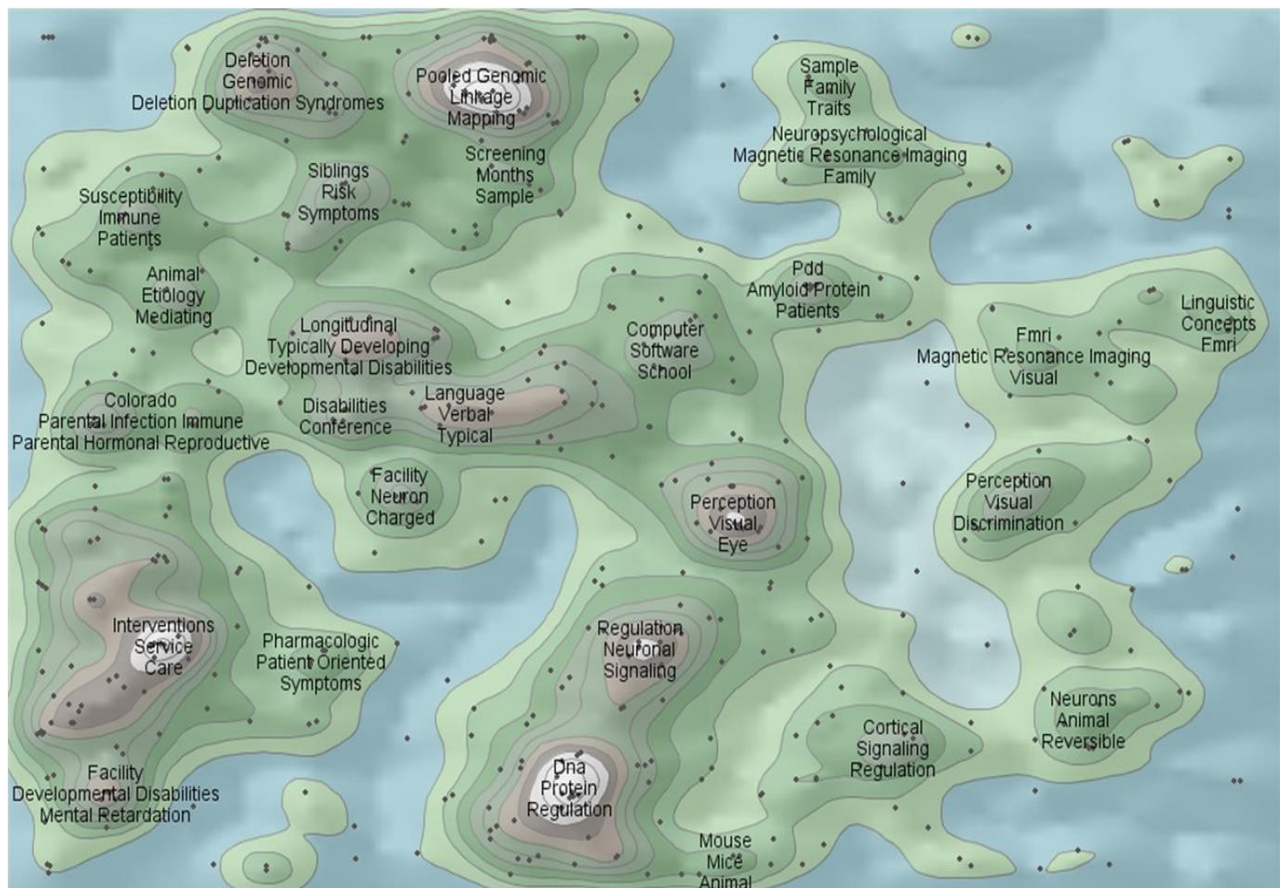 Deletion
Genomic
Deletion Duplication Syndromes
Pooled Genomic
Linkage
Mapping
Sample
Family
Traits
Neuropsychological
Magnetic Resonance Imaging
Family
Screening
Months
Sample
Siblings
Risk
Symptoms
Susceptibility
Immune
Patients
Animal
Etiology
Mediating
Pdd
Amyloid Protein
Patients
Linguistic
Concepts
Fmri
Longitudinal
Typically Developing
Developmental Disabilities
Computer
Software
School
Fmri
Magnetic Resonance Imaging
Visual
Colorado
Parental Infection Immune
Parental Hormonal Reproductive
Disabilities
Conference
Language
Verbal
Typical
Facility
Neuron
Charged
Perception
Visual
Eye
Perception
Visual
Discrimination
Interventions
Service
Care
Pharmacologic
Patient Oriented
Symptoms
Regulation
Neuronal
Signaling
Cortical
Signaling
Regulation
Neurons
Animal
Reversible
Facility
Developmental Disabilities
Mental Retardation
Dna
Protein
Regulation
Mouse
Mice
Animal